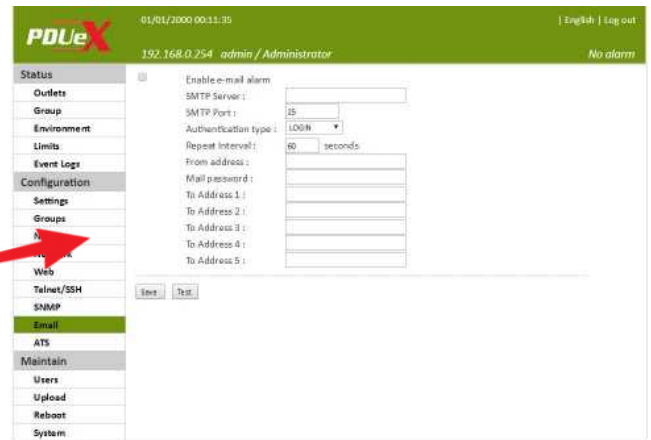 01/01/2000 00:11:35
| English | Log out
PDUeX
192.168.0.254 admin / Administrator
No alarm
Status
Outlets
Group
Environment
Limits
Event Logs
Configuration
Settings
Groups
Web
Telnet/SSH
SNMP
Email
ATS
Maintain
Users
Upload
Reboot
System
Enable e-mail alarm
SMTP Server :
SMTP Port : 25
Authentication type : LOGIN
Repeat Interval : 60 seconds
From address :
Mail password :
To Address 1 :
To Address 2 :
To Address 3 :
To Address 4 :
To Address 5 :
Save Test